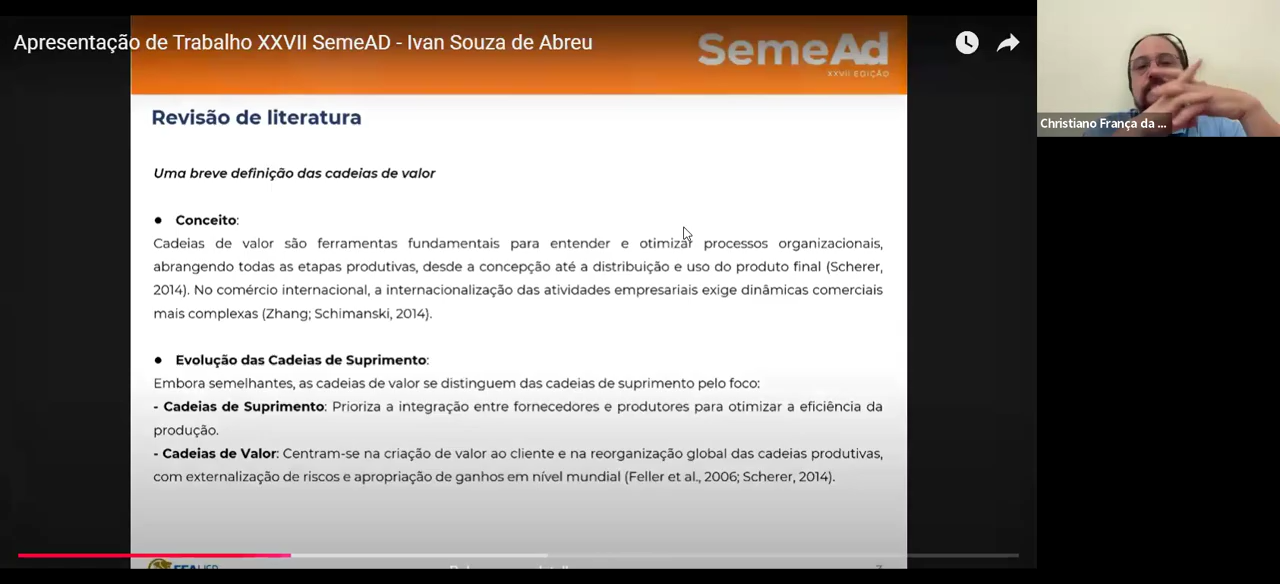 Apresentação de Trabalho XXVII SemeAD - Ivan Souza de Abreu
SemeAd
XXVII EDIÇÃO
Christiano França da ...
Revisão de literatura
Uma breve definição das cadeias de valor
● Conceito:
Cadeias de valor são ferramentas fundamentais para entender e otimizar processos organizacionais,
abrangendo todas as etapas produtivas, desde a concepção até a distribuição e uso do produto final (Scherer,
2014). No comércio internacional, a internacionalização das atividades empresariais exige dinâmicas comerciais
mais complexas (Zhang; Schimanski, 2014).
● Evolução das Cadeias de Suprimento:
Embora semelhantes, as cadeias de valor se distinguem das cadeias de suprimento pelo foco:
- Cadeias de Suprimento: Prioriza a integração entre fornecedores e produtores para otimizar a eficiência da
produção.
- Cadeias de Valor: Centram-se na criação de valor ao cliente e na reorganização global das cadeias produtivas,
com externalização de riscos e apropriação de ganhos em nível mundial (Feller et al., 2006; Scherer, 2014).